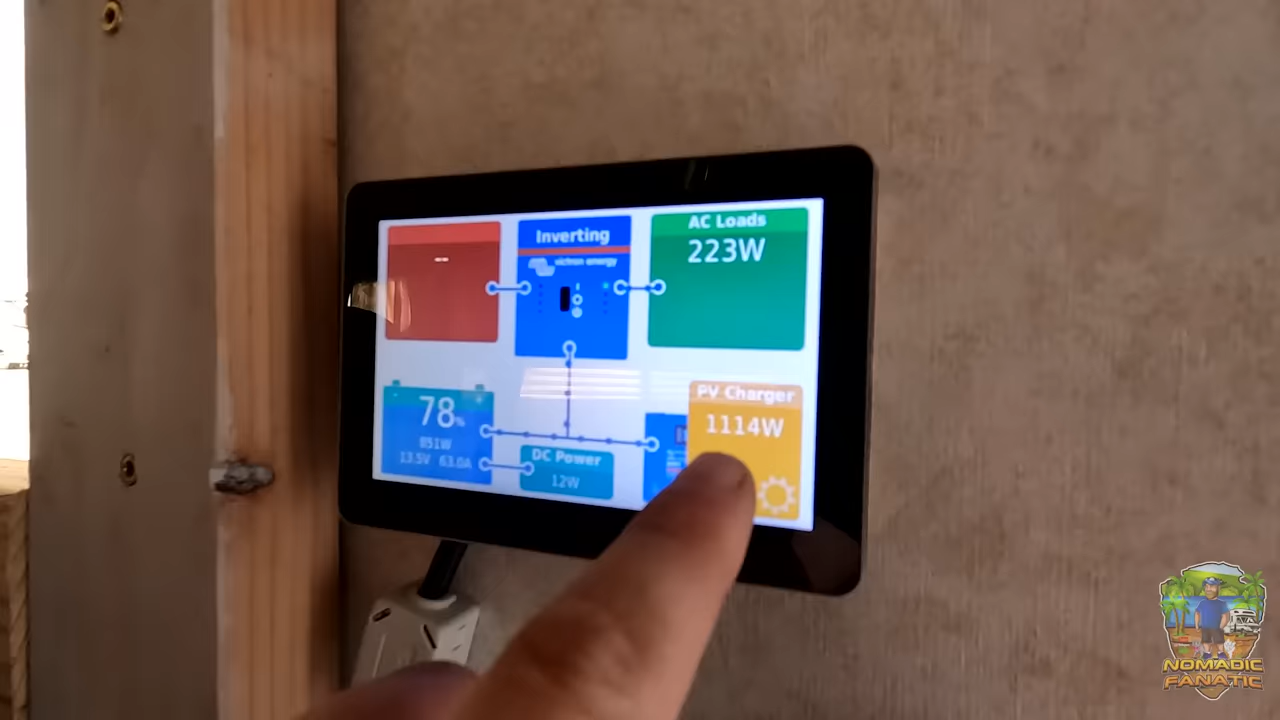 --
Inverting
victron energy
AC Loads
223W
78%
851W
13.5V 63.0A
DC Power
12W
PV Charger
1114W
NOMADIC
FANATIC